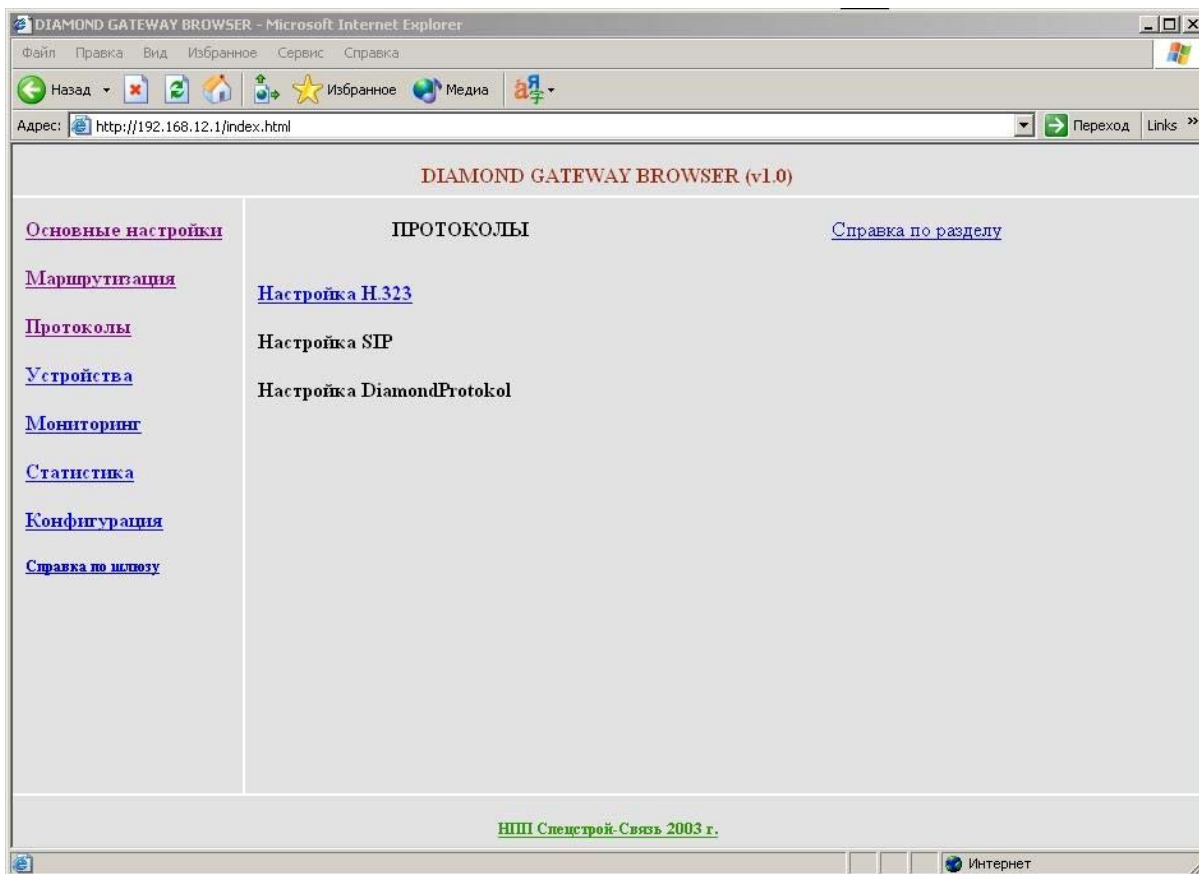 DIAMOND GATEWAY BROWSER - Microsoft Internet Explorer
Файл Правка Вид Избранное Сервис Справка
Назад Избранное Медиа
Адрес: http://192.168.12.1/index.html Переход Links »
DIAMOND GATEWAY BROWSER (v1.0)
Основные настройки
Маршрутизация
Протоколы
Устройства
Мониторинг
Статистика
Конфигурация
Справка по шлюзу
ПРОТОКОЛЫ Справка по разделу
Настройка H.323
Настройка SIP
Настройка DiamondProtokol
НПП Спецстрой-Связь 2003 г.
Интернет